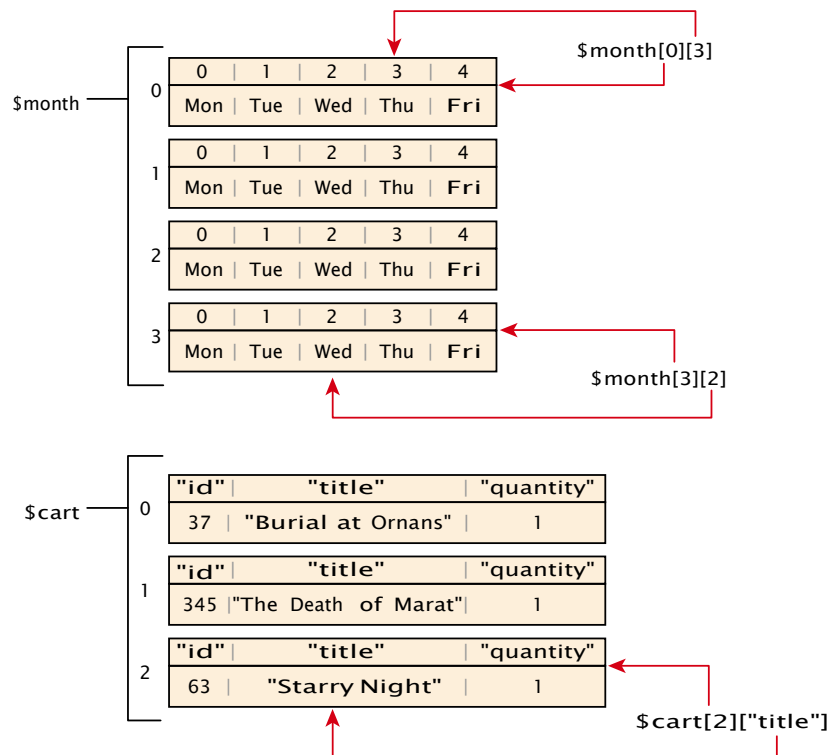 $month[0][3]
$month
0
0 | 1 | 2 | 3 | 4
Mon | Tue | Wed | Thu | Fri
1
0 | 1 | 2 | 3 | 4
Mon | Tue | Wed | Thu | Fri
2
0 | 1 | 2 | 3 | 4
Mon | Tue | Wed | Thu | Fri
3
0 | 1 | 2 | 3 | 4
Mon | Tue | Wed | Thu | Fri
$month[3][2]
$cart
0
"id" | "title" | "quantity"
37 | "Burial at Ornans" | 1
1
"id" | "title" | "quantity"
345 | "The Death of Marat" | 1
2
"id" | "title" | "quantity"
63 | "Starry Night" | 1
$cart[2]["title"]